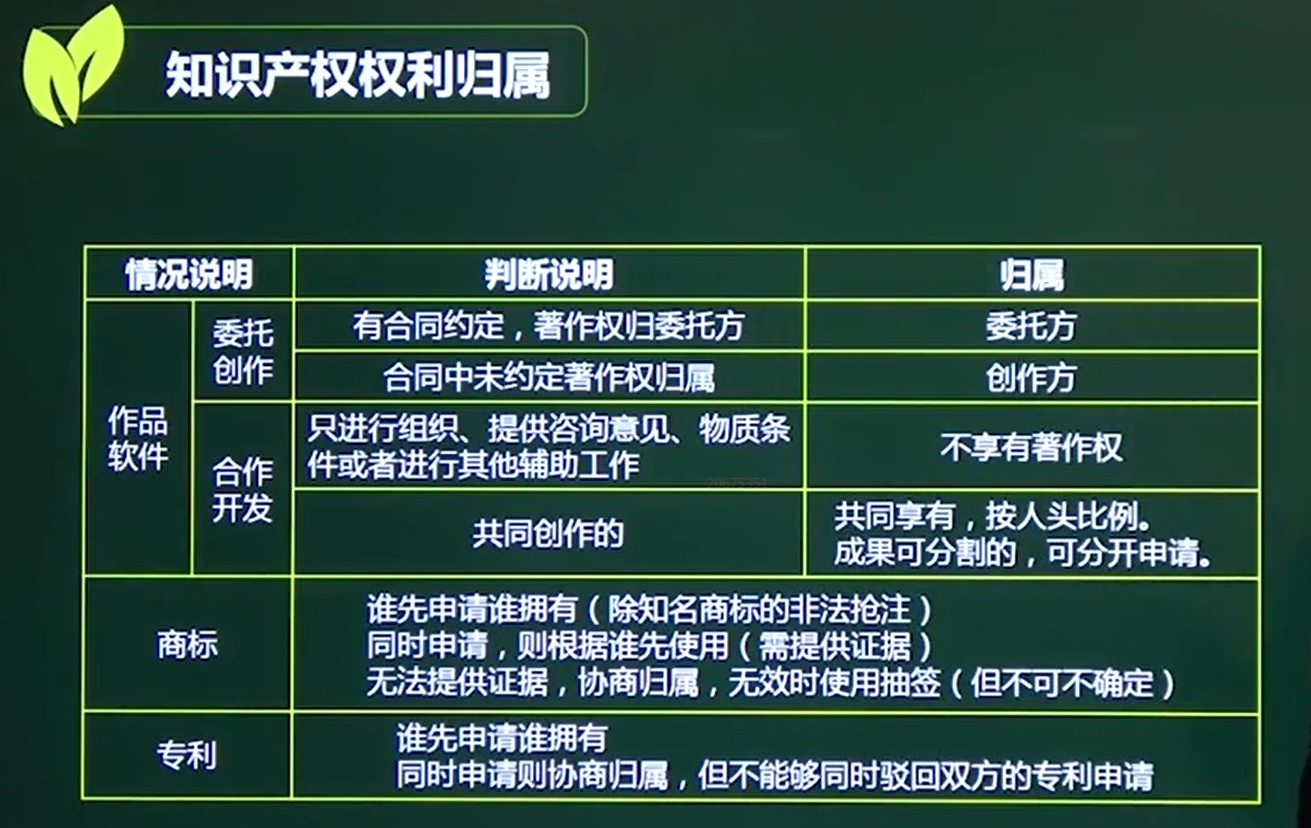 知识产权权利归属
情况说明
判断说明
归属
作品
软件
委托
创作
有合同约定，著作权归委托方
委托方
合同中未约定著作权归属
创作方
合作
开发
只进行组织、提供咨询意见、物质条
件或者进行其他辅助工作
不享有著作权
20675351
共同创作的
共同享有，按人头比例。
成果可分割的，可分开申请。
商标
谁先申请谁拥有（除知名商标的非法抢注）
同时申请，则根据谁先使用（需提供证据）
无法提供证据，协商归属，无效时使用抽签（但不可不确定）
专利
谁先申请谁拥有
同时申请则协商归属，但不能够同时驳回双方的专利申请